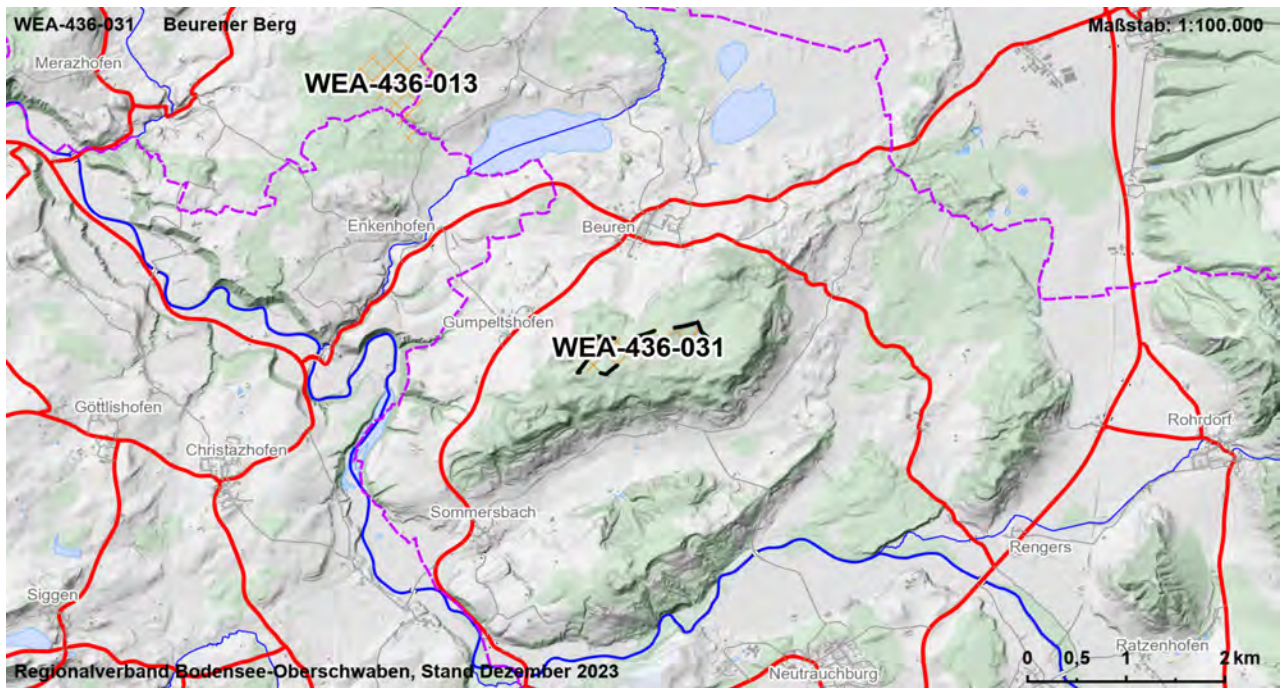 WEA-436-031 Beurener Berg
Maßstab: 1:100.000
Merazhofen
WEA-436-013
Enkenhofen
Beuren
Gumpeltshofen
WEA-436-031
Göttlishofen
Christazhofen
Rohrdorf
Sommersbach
Rengers
Siggen
Ratzenhofen
Neutrauchburg
0 0,5 1 2 km
Regionalverband Bodensee-Oberschwaben, Stand Dezember 2023